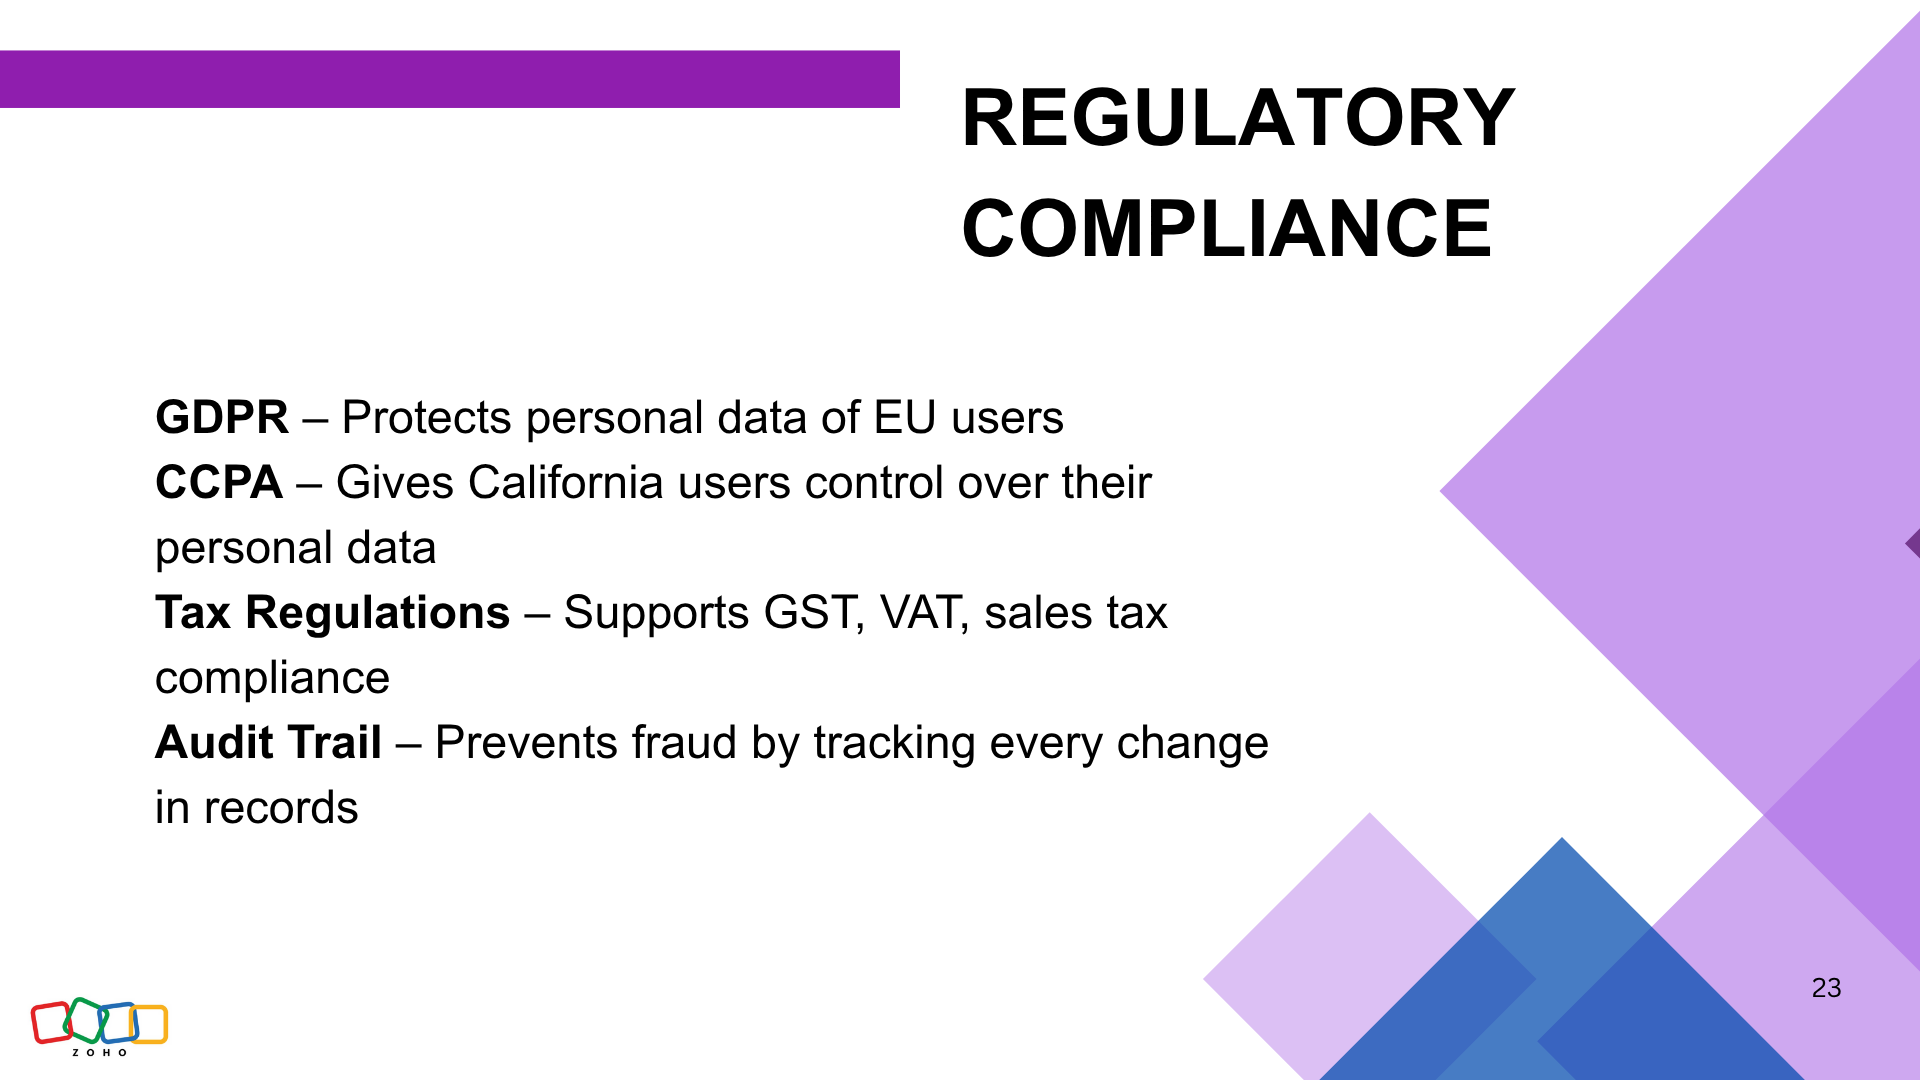 REGULATORY
COMPLIANCE
GDPR – Protects personal data of EU users
CCPA – Gives California users control over their
personal data
Tax Regulations – Supports GST, VAT, sales tax
compliance
Audit Trail – Prevents fraud by tracking every change
in records
23
ZOHO